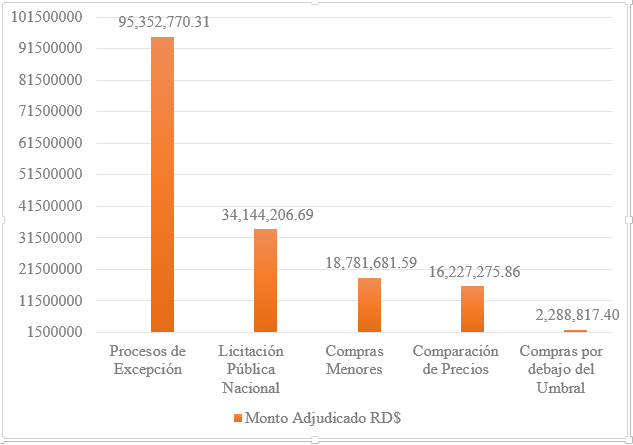 101500000
91500000
81500000
71500000
61500000
51500000
41500000
31500000
21500000
11500000
1500000
95,352,770.31
34,144,206.69
18,781,681.59
16,227,275.86
2,288,817.40
Procesos de
Excepción
Licitación
Pública
Nacional
Compras
Menores
Comparación
de Precios
Compras por
debajo del
Umbral
Monto Adjudicado RD$